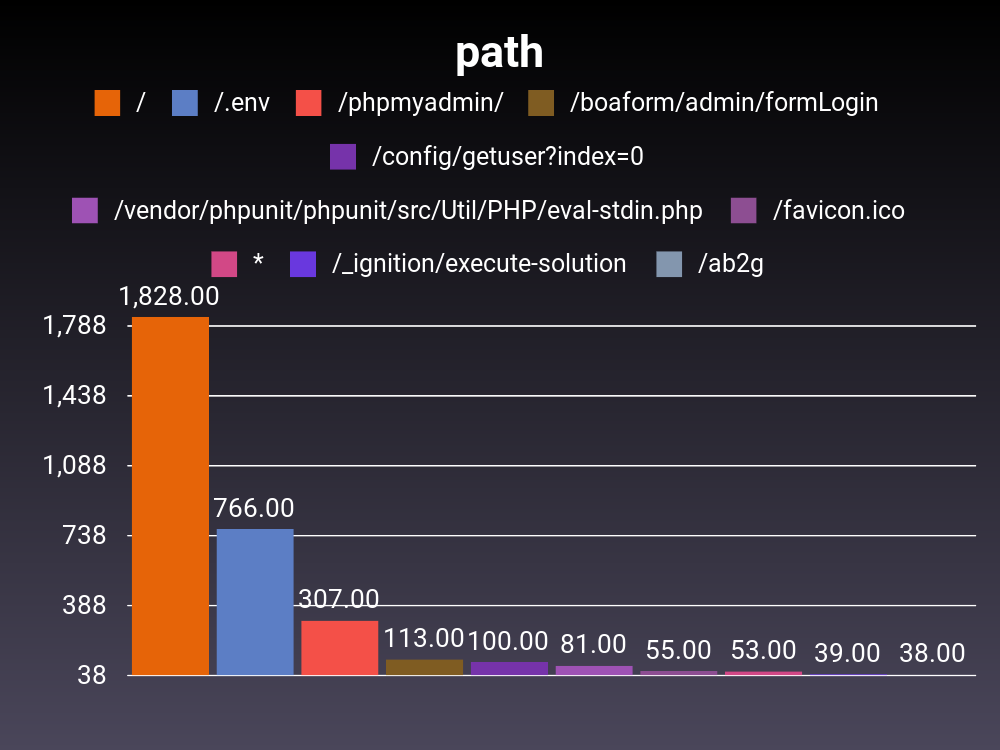 path
/ /.env /phpmyadmin/ /boaform/admin/formLogin
/config/getuser?index=0
/vendor/phpunit/phpunit/src/Util/PHP/eval-stdin.php /favicon.ico
* /_ignition/execute-solution /ab2g
1,828.00
1,788
1,438
1,088
766.00
738
307.00
388
113.00 100.00 81.00 55.00 53.00 39.00 38.00
38